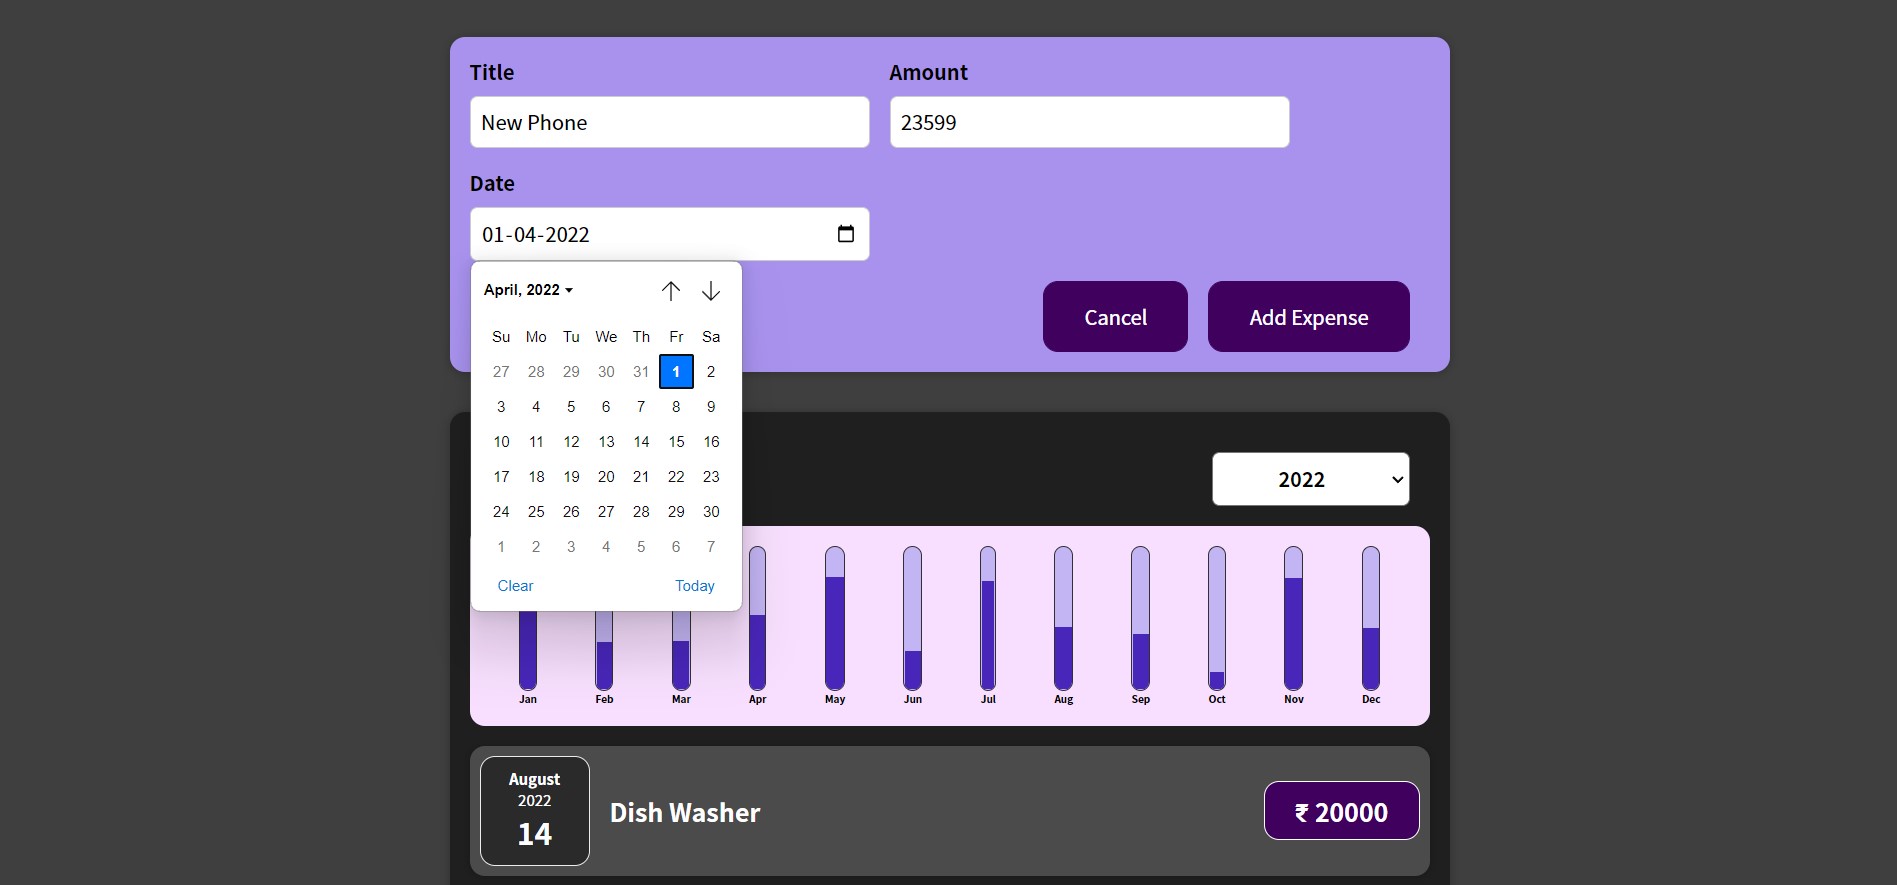 Title Amount
New Phone 23599
Date
01-04-2022
April, 2022
Su Mo Tu We Th Fr Sa
27 28 29 30 31 1 2
3 4 5 6 7 8 9
10 11 12 13 14 15 16
17 18 19 20 21 22 23
24 25 26 27 28 29 30
1 2 3 4 5 6 7
Clear Today
Cancel Add Expense
2022
Jan Feb Mar Apr May Jun Jul Aug Sep Oct Nov Dec
August
2022
14
Dish Washer
₹ 20000